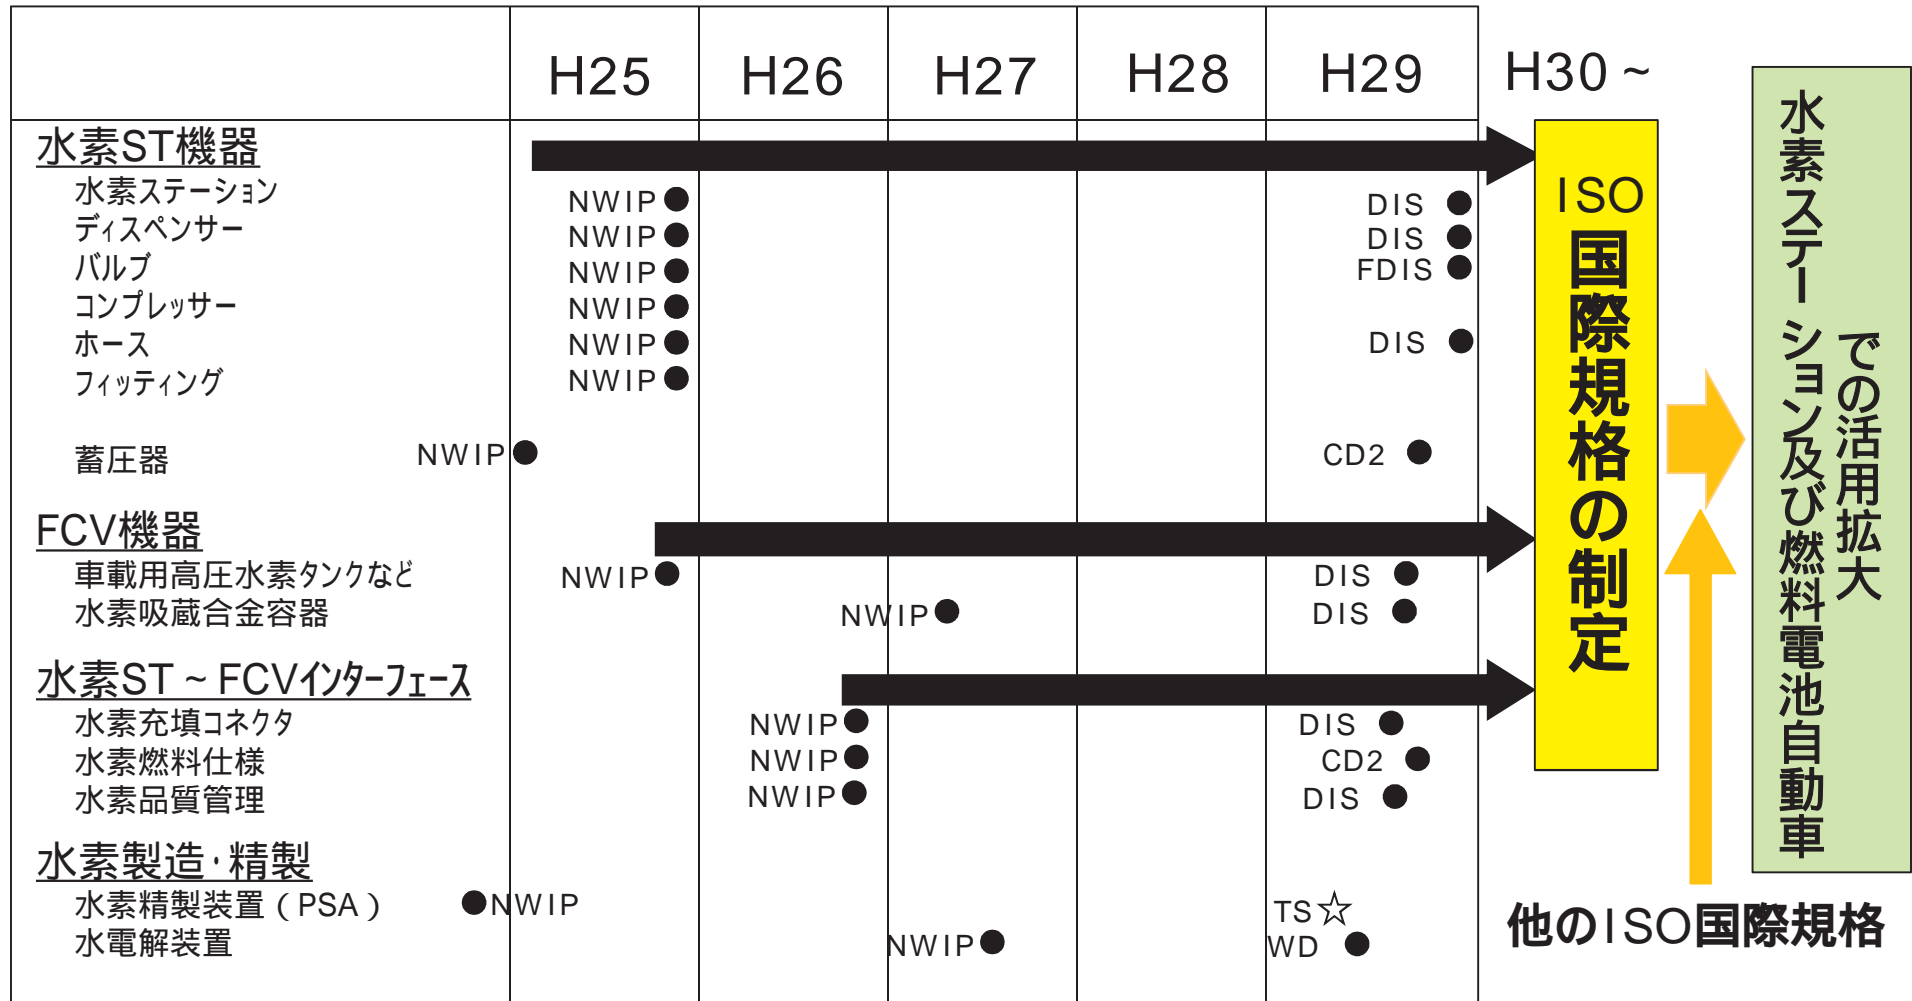 H25 H26 H27 H28 H29 H30~
水素ST機器
水素ステーション NWIP● DIS ●
ディスペンサー NWIP● DIS ●
バルブ NWIP● FDIS ●
コンプレッサー NWIP●
ホース NWIP● DIS ●
フィッティング NWIP●
蓄圧器 NWIP● CD2 ●
FCV機器
車載用高圧水素タンクなど NWIP● DIS ●
水素吸蔵合金容器 NWIP● DIS ●
水素ST~FCVインターフェース
水素充填コネクタ NWIP● DIS ●
水素燃料仕様 NWIP● CD2 ●
水素品質管理 NWIP● DIS ●
水素製造・精製
水素精製装置(PSA) ●NWIP TS☆
水電解装置 NWIP● WD ●
ISO
国際規格の制定
水素ステーション及び燃料電池自動車
での活用拡大
他のISO国際規格